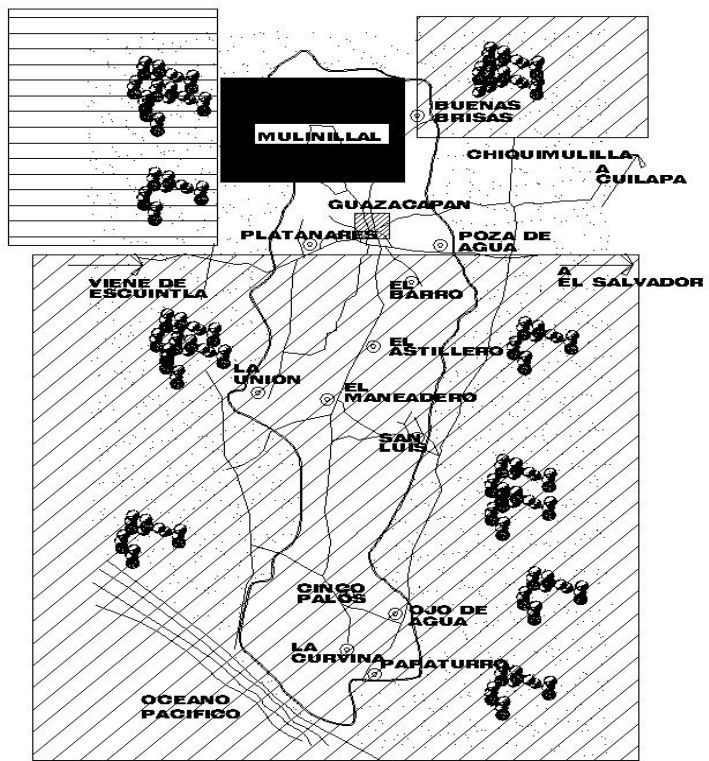 BUENAS
BRISAS
MULINILLAL
CHIQUIMULILLA
A
CUILAPA
GUAZACAPAN
PLATANARES
POZA DE
AGUA
VIENE DE
ESCUINTLA
A
EL SALVADOR
EL
BARRO
EL
ASTILLERO
LA
UNION
EL
MANEADERO
SAN
LUIS
CINCO
PALOS
OJO DE
AGUA
LA
CURVINA
PAPATURRO
OCEANO
PACIFICO